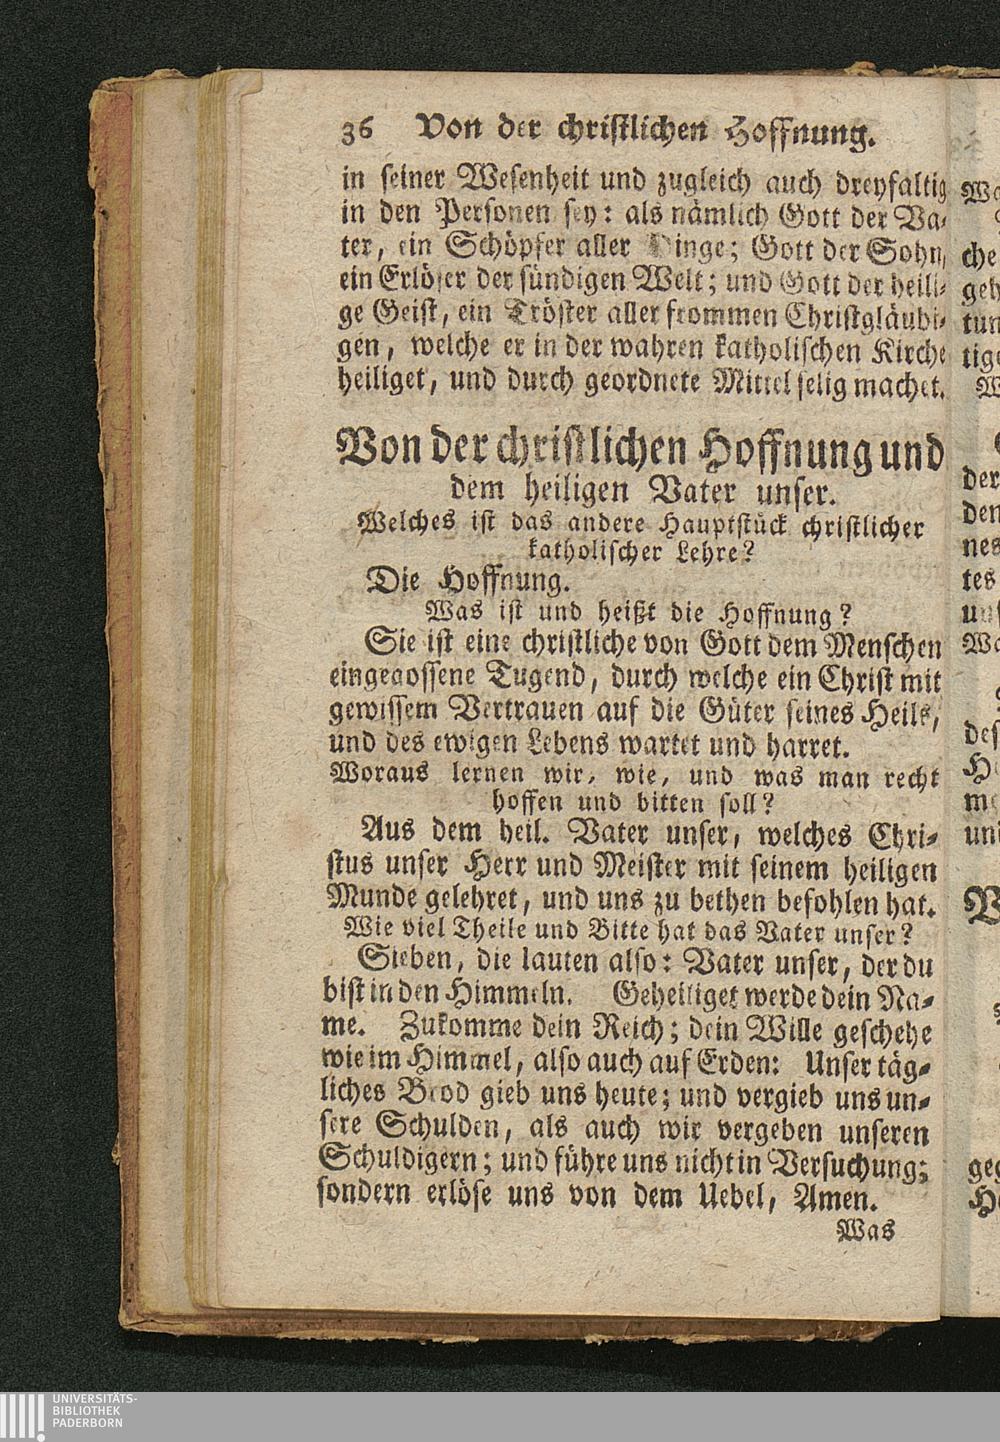 36 Von der christlichen Hoffnung.
in seiner Wesenheit und zugleich auch dreyfaltig
in den Personen sey: als nämlich Gott der Va-
ter, ein Schöpfer aller Dinge; Gott der Sohn,
ein Erlöser der sündigen Welt; und Gott der heili-
ge Geist, ein Tröster aller frommen Christgläubi-
gen, welche er in der wahren katholischen Kirche
heiliget, und durch geordnete Mittel selig machet.
Von der christlichen Hoffnung und
dem heiligen Vater unser.
Welches ist das andere Hauptstück christlicher
katholischer Lehre?
Die Hoffnung.
Was ist und heißt die Hoffnung?
Sie ist eine christliche von Gott dem Menschen
eingegossene Tugend, durch welche ein Christ mit
gewissem Vertrauen auf die Güter seines Heils,
und des ewigen Lebens wartet und harret.
Woraus lernen wir, wie, und was man recht
hoffen und bitten soll?
Aus dem heil. Vater unser, welches Chri-
stus unser Herr und Meister mit seinem heiligen
Munde gelehret, und uns zu bethen befohlen hat.
Wie viel Theile und Bitte hat das Vater unser?
Sieben, die lauten also: Vater unser, der du
bist in den Himmeln. Geheiliget werde dein Na-
me. Zukomme dein Reich; dein Wille geschehe
wie im Himmel, also auch auf Erden: Unser täg-
liches Brod gieb uns heute; und vergieb uns un-
sere Schulden, als auch wir vergeben unseren
Schuldigern; und führe uns nicht in Versuchung;
sondern erlöse uns von dem Uebel, Amen.
Was
UNIVERSITÄTS-
BIBLIOTHEK
PADERBORN